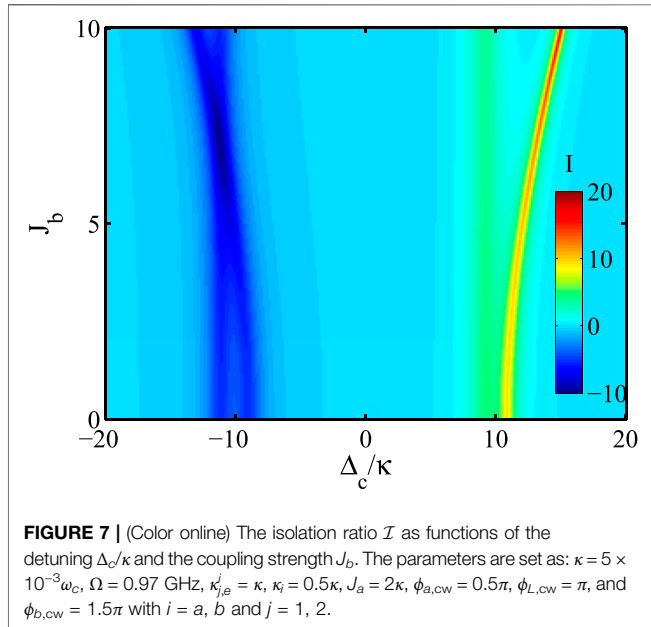 10
5
0
J_b
−20
−10
0
10
20
Δ_c/κ
I
20
10
0
−10
FIGURE 7 | (Color online) The isolation ratio ℐ as functions of the
detuning Δ_c/κ and the coupling strength J_b. The parameters are set as: κ = 5 ×
10⁻³ω_c, Ω = 0.97 GHz, κ^i_{j,e} = κ, κ_i = 0.5κ, J_a = 2κ, ϕ_{a,cw} = 0.5π, ϕ_{L,cw} = π, and
ϕ_{b,cw} = 1.5π with i = a, b and j = 1, 2.